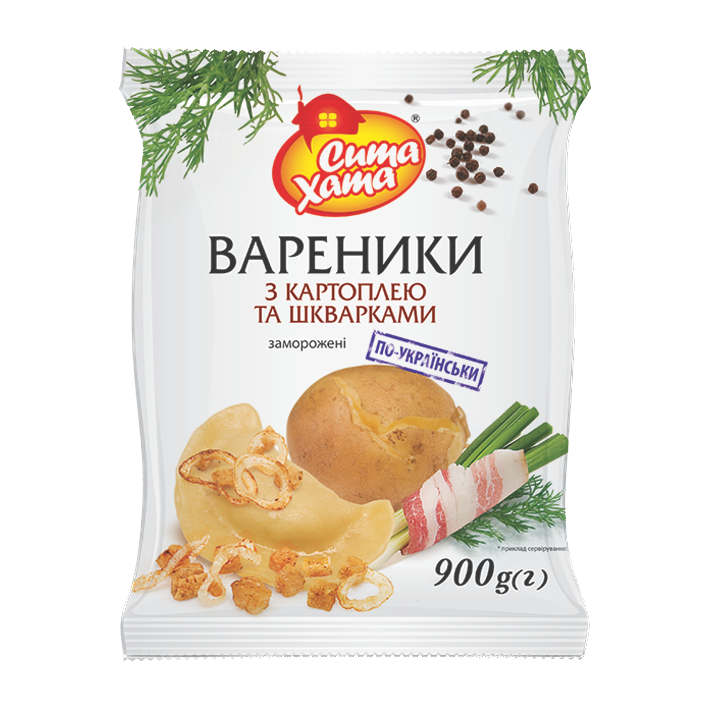 Сита
Хата
®
ВАРЕНИКИ
З КАРТОПЛЕЮ
ТА ШКВАРКАМИ
заморожені
ПО-УКРАЇНСЬКИ
* приклад сервірування
900g(г)